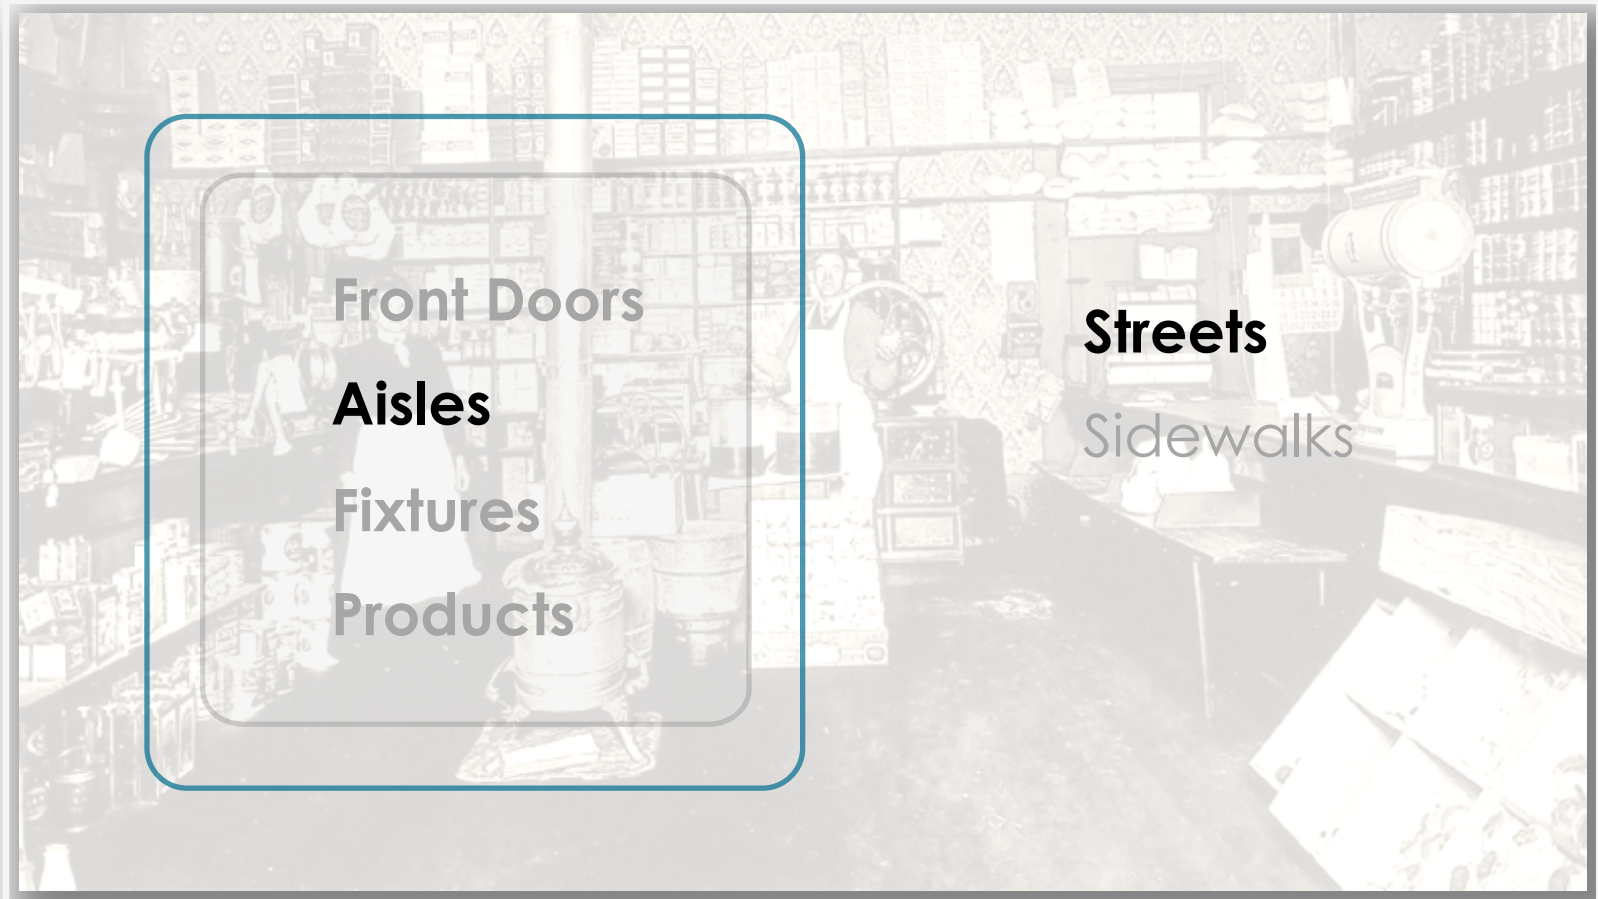 Front Doors
Aisles
Fixtures
Products
Streets
Sidewalks